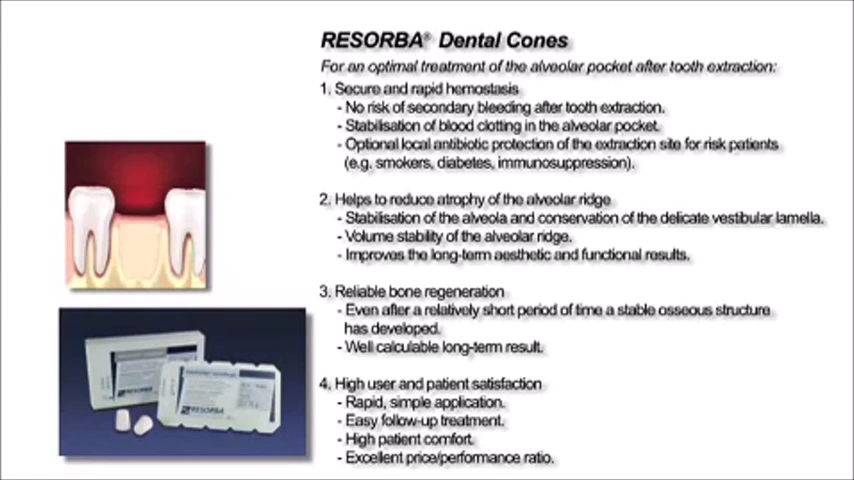 RESORBA® Dental Cones
For an optimal treatment of the alveolar pocket after tooth extraction:
1. Secure and rapid hemostasis
- No risk of secondary bleeding after tooth extraction.
- Stabilisation of blood clotting in the alveolar pocket.
- Optional local antibiotic protection of the extraction site for risk patients
(e.g. smokers, diabetes, immunosuppression).
2. Helps to reduce atrophy of the alveolar ridge
- Stabilisation of the alveola and conservation of the delicate vestibular lamella.
- Volume stability of the alveolar ridge.
- Improves the long-term aesthetic and functional results.
3. Reliable bone regeneration
- Even after a relatively short period of time a stable osseous structure
has developed.
- Well calculable long-term result.
4. High user and patient satisfaction
- Rapid, simple application.
- Easy follow-up treatment.
- High patient comfort.
- Excellent price/performance ratio.
RESORBA
RESORBA